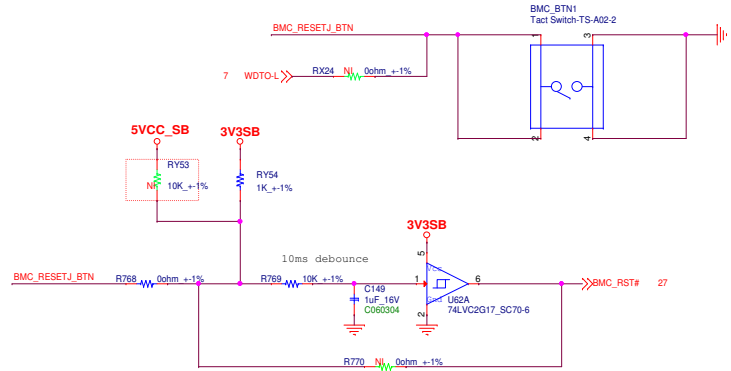 BMC_BTN1
Tact Switch-TS-A02-2
BMC_RESETJ_BTN
1
3
7 WDTO-L
RX24 NI 0ohm_+-1%
2
4
5VCC_SB
3V3SB
RY53
NI 10K_+-1%
RY54
1K_+-1%
3V3SB
10ms debounce
5
BMC_RESETJ_BTN
R768 0ohm_+-1%
R769 10K_+-1%
1
VCC
6
BMC_RST# 27
C149
1uF_16V
C060304
Gnd
2
U62A
74LVC2G17_SC70-6
R770 NI 0ohm_+-1%